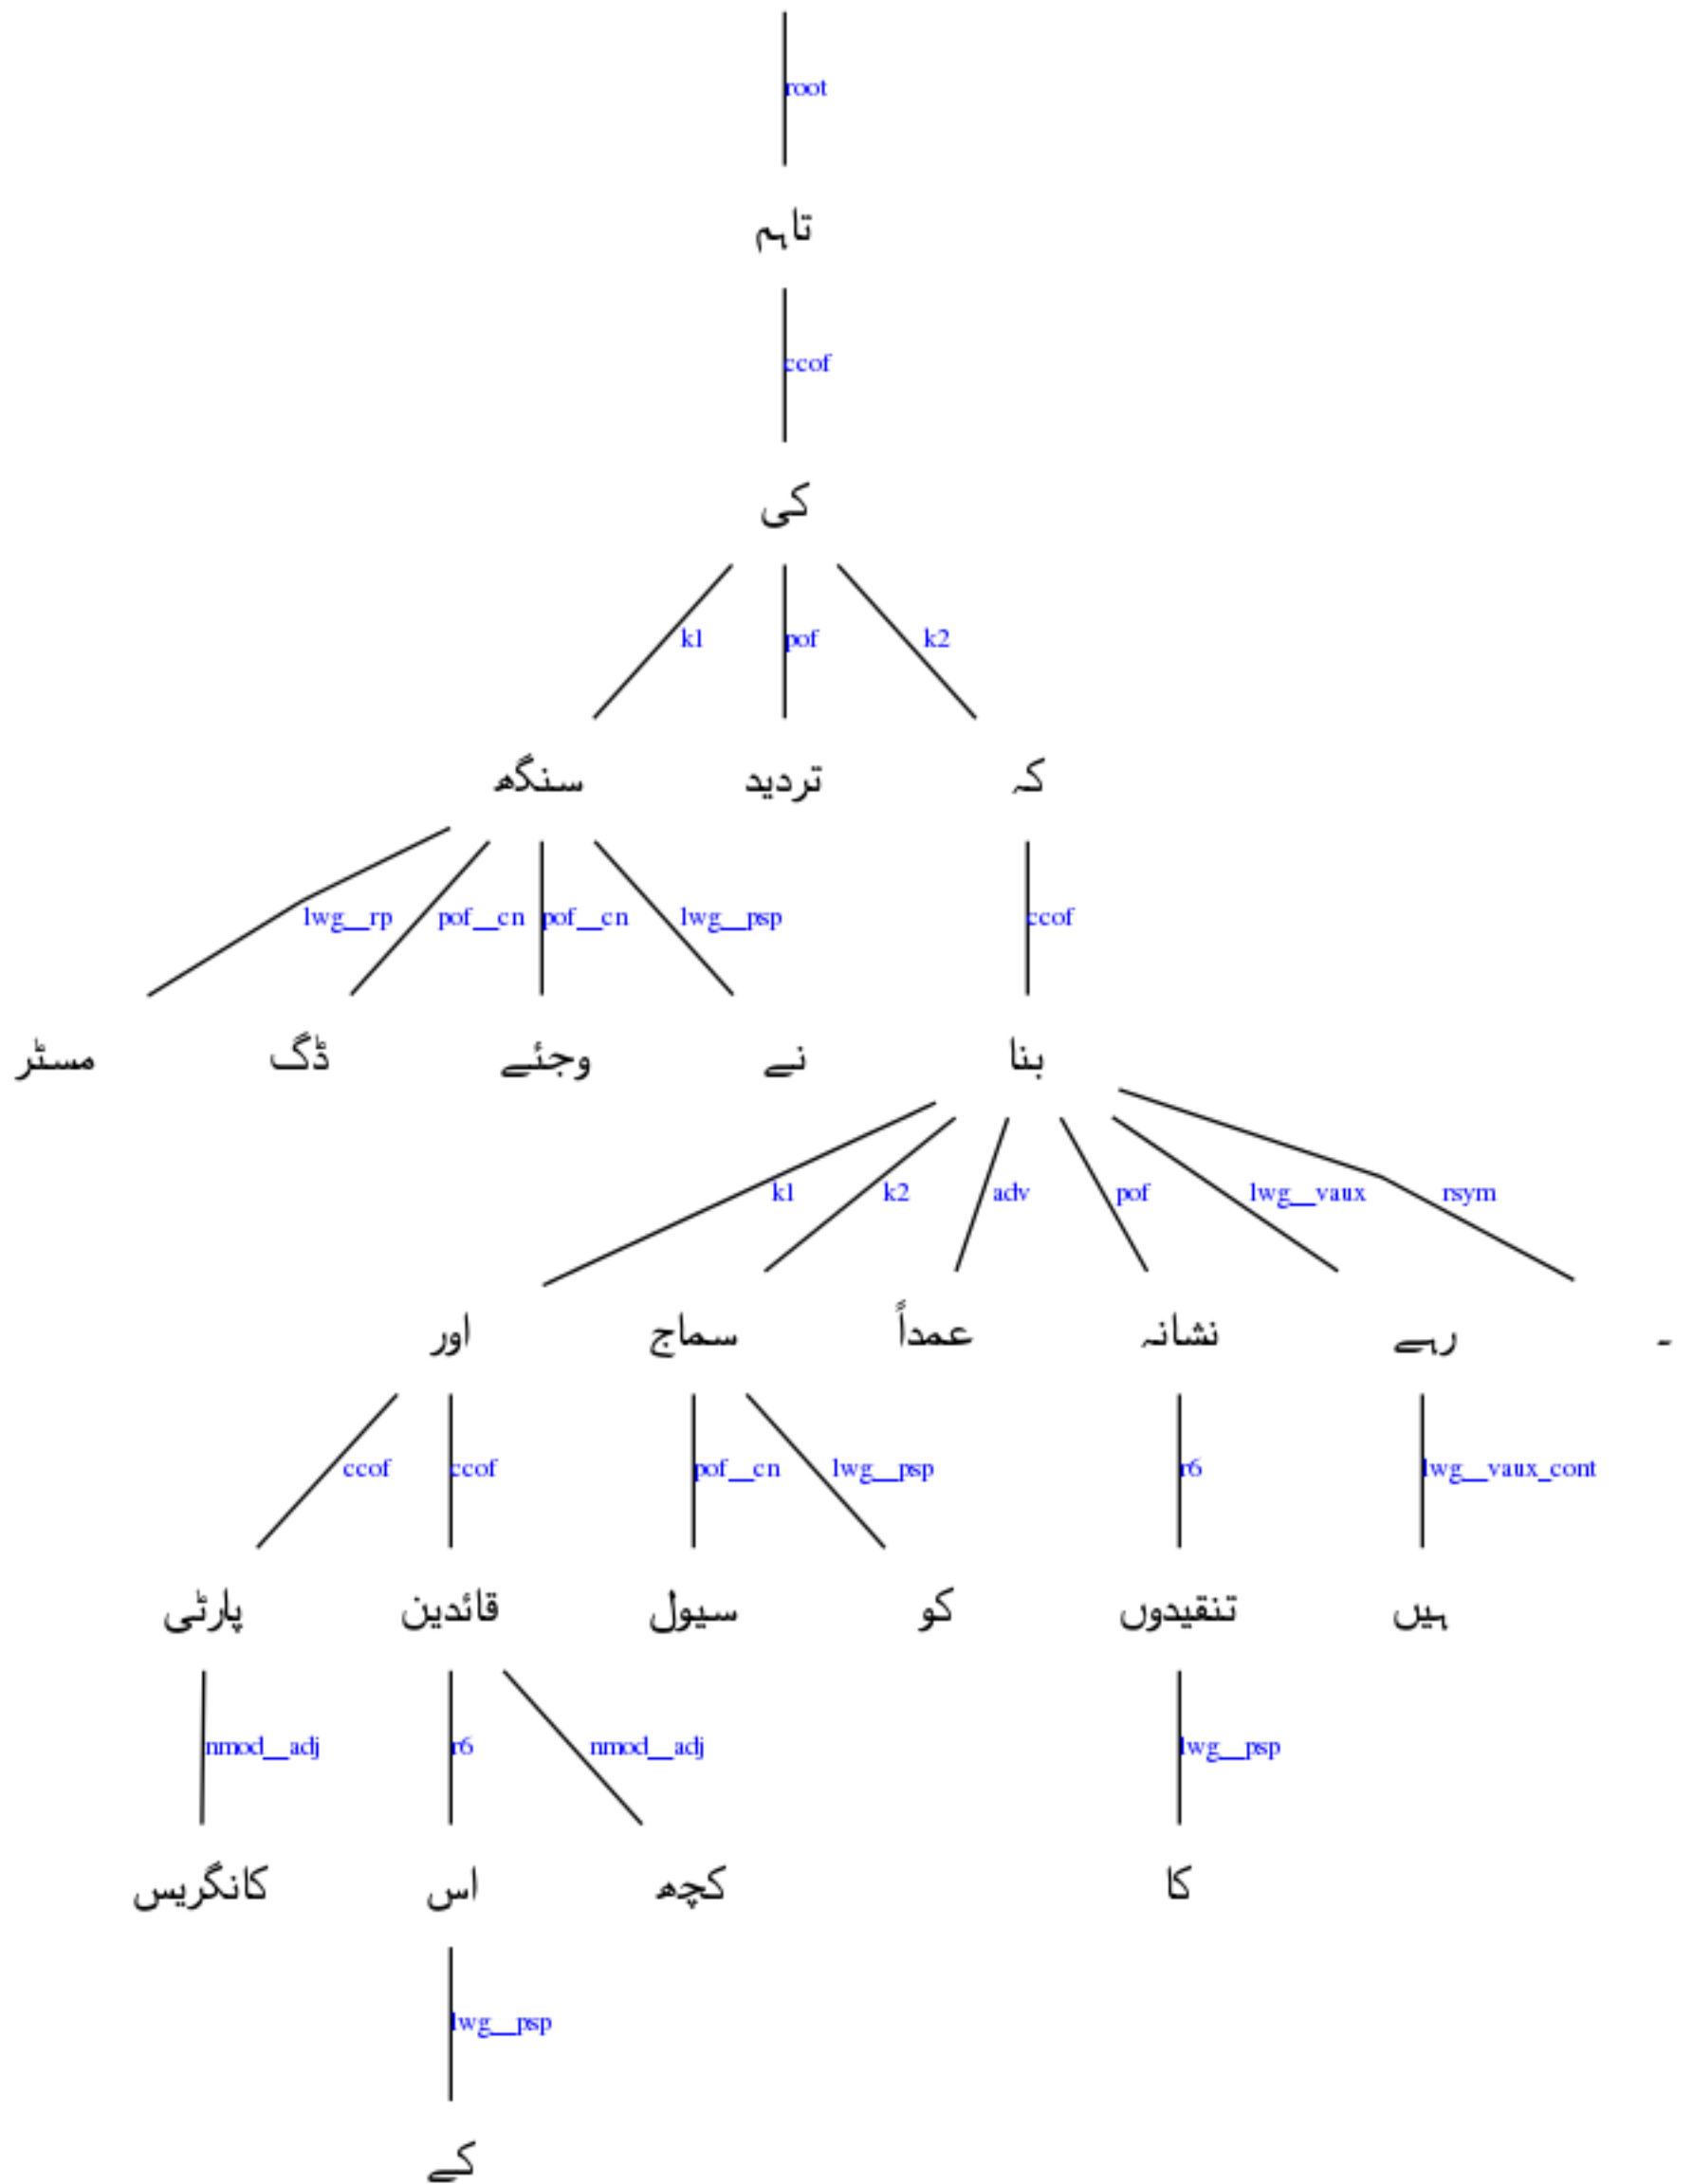 root
تاہم
ccof
کی
k1 pof k2
سنگھ تردید کہ
lwg__rp pof__cn pof__cn lwg__psp ccof
مسٹر ڈگ وجئے نے بنا
k1 k2 adv pof lwg__vaux rsym
اور سماج عمداً نشانہ رہے ۔
ccof ccof pof__cn lwg__psp r6 lwg__vaux_cont
پارٹی قائدین سیول کو تنقیدوں ہیں
nmod__adj r6 nmod__adj lwg__psp
کانگریس اس کچھ کا
lwg__psp
کے